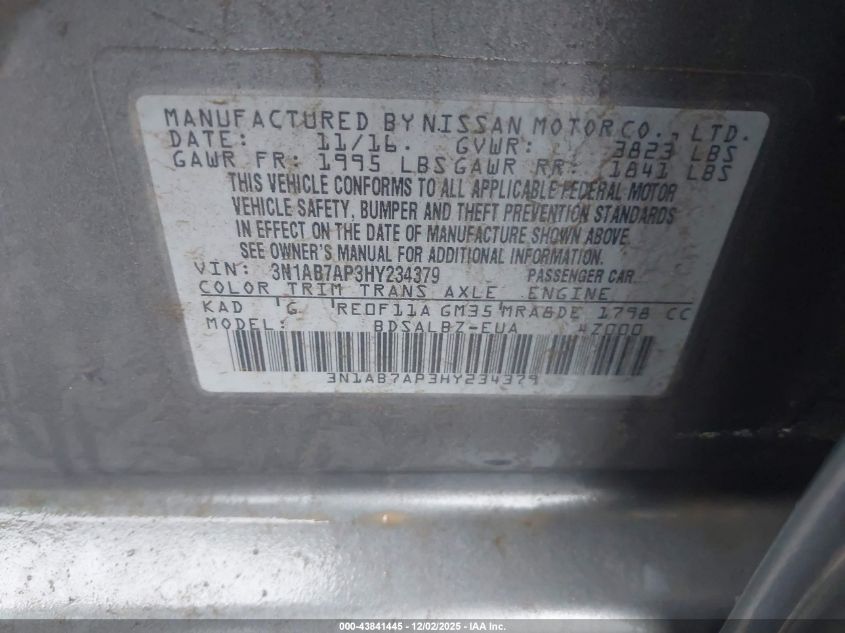 MANUFACTURED BY NISSAN MOTOR CO., LTD.
DATE: 11/16. GVWR: 3823 LBS
GAWR FR: 1995 LBS GAWR RR: 1841 LBS
THIS VEHICLE CONFORMS TO ALL APPLICABLE FEDERAL MOTOR
VEHICLE SAFETY, BUMPER AND THEFT PREVENTION STANDARDS
IN EFFECT ON THE DATE OF MANUFACTURE SHOWN ABOVE.
SEE OWNER'S MANUAL FOR ADDITIONAL INFORMATION.
VIN: 3N1AB7AP3HY234379 PASSENGER CAR
COLOR TRIM TRANS AXLE ENGINE
KAD G RE0F11A GM35 MRA8DE 1798 CC
MODEL: BDSALBZ-EUA 4Z000
3N1AB7AP3HY234379
000-43841445 - 12/02/2025 - IAA Inc.